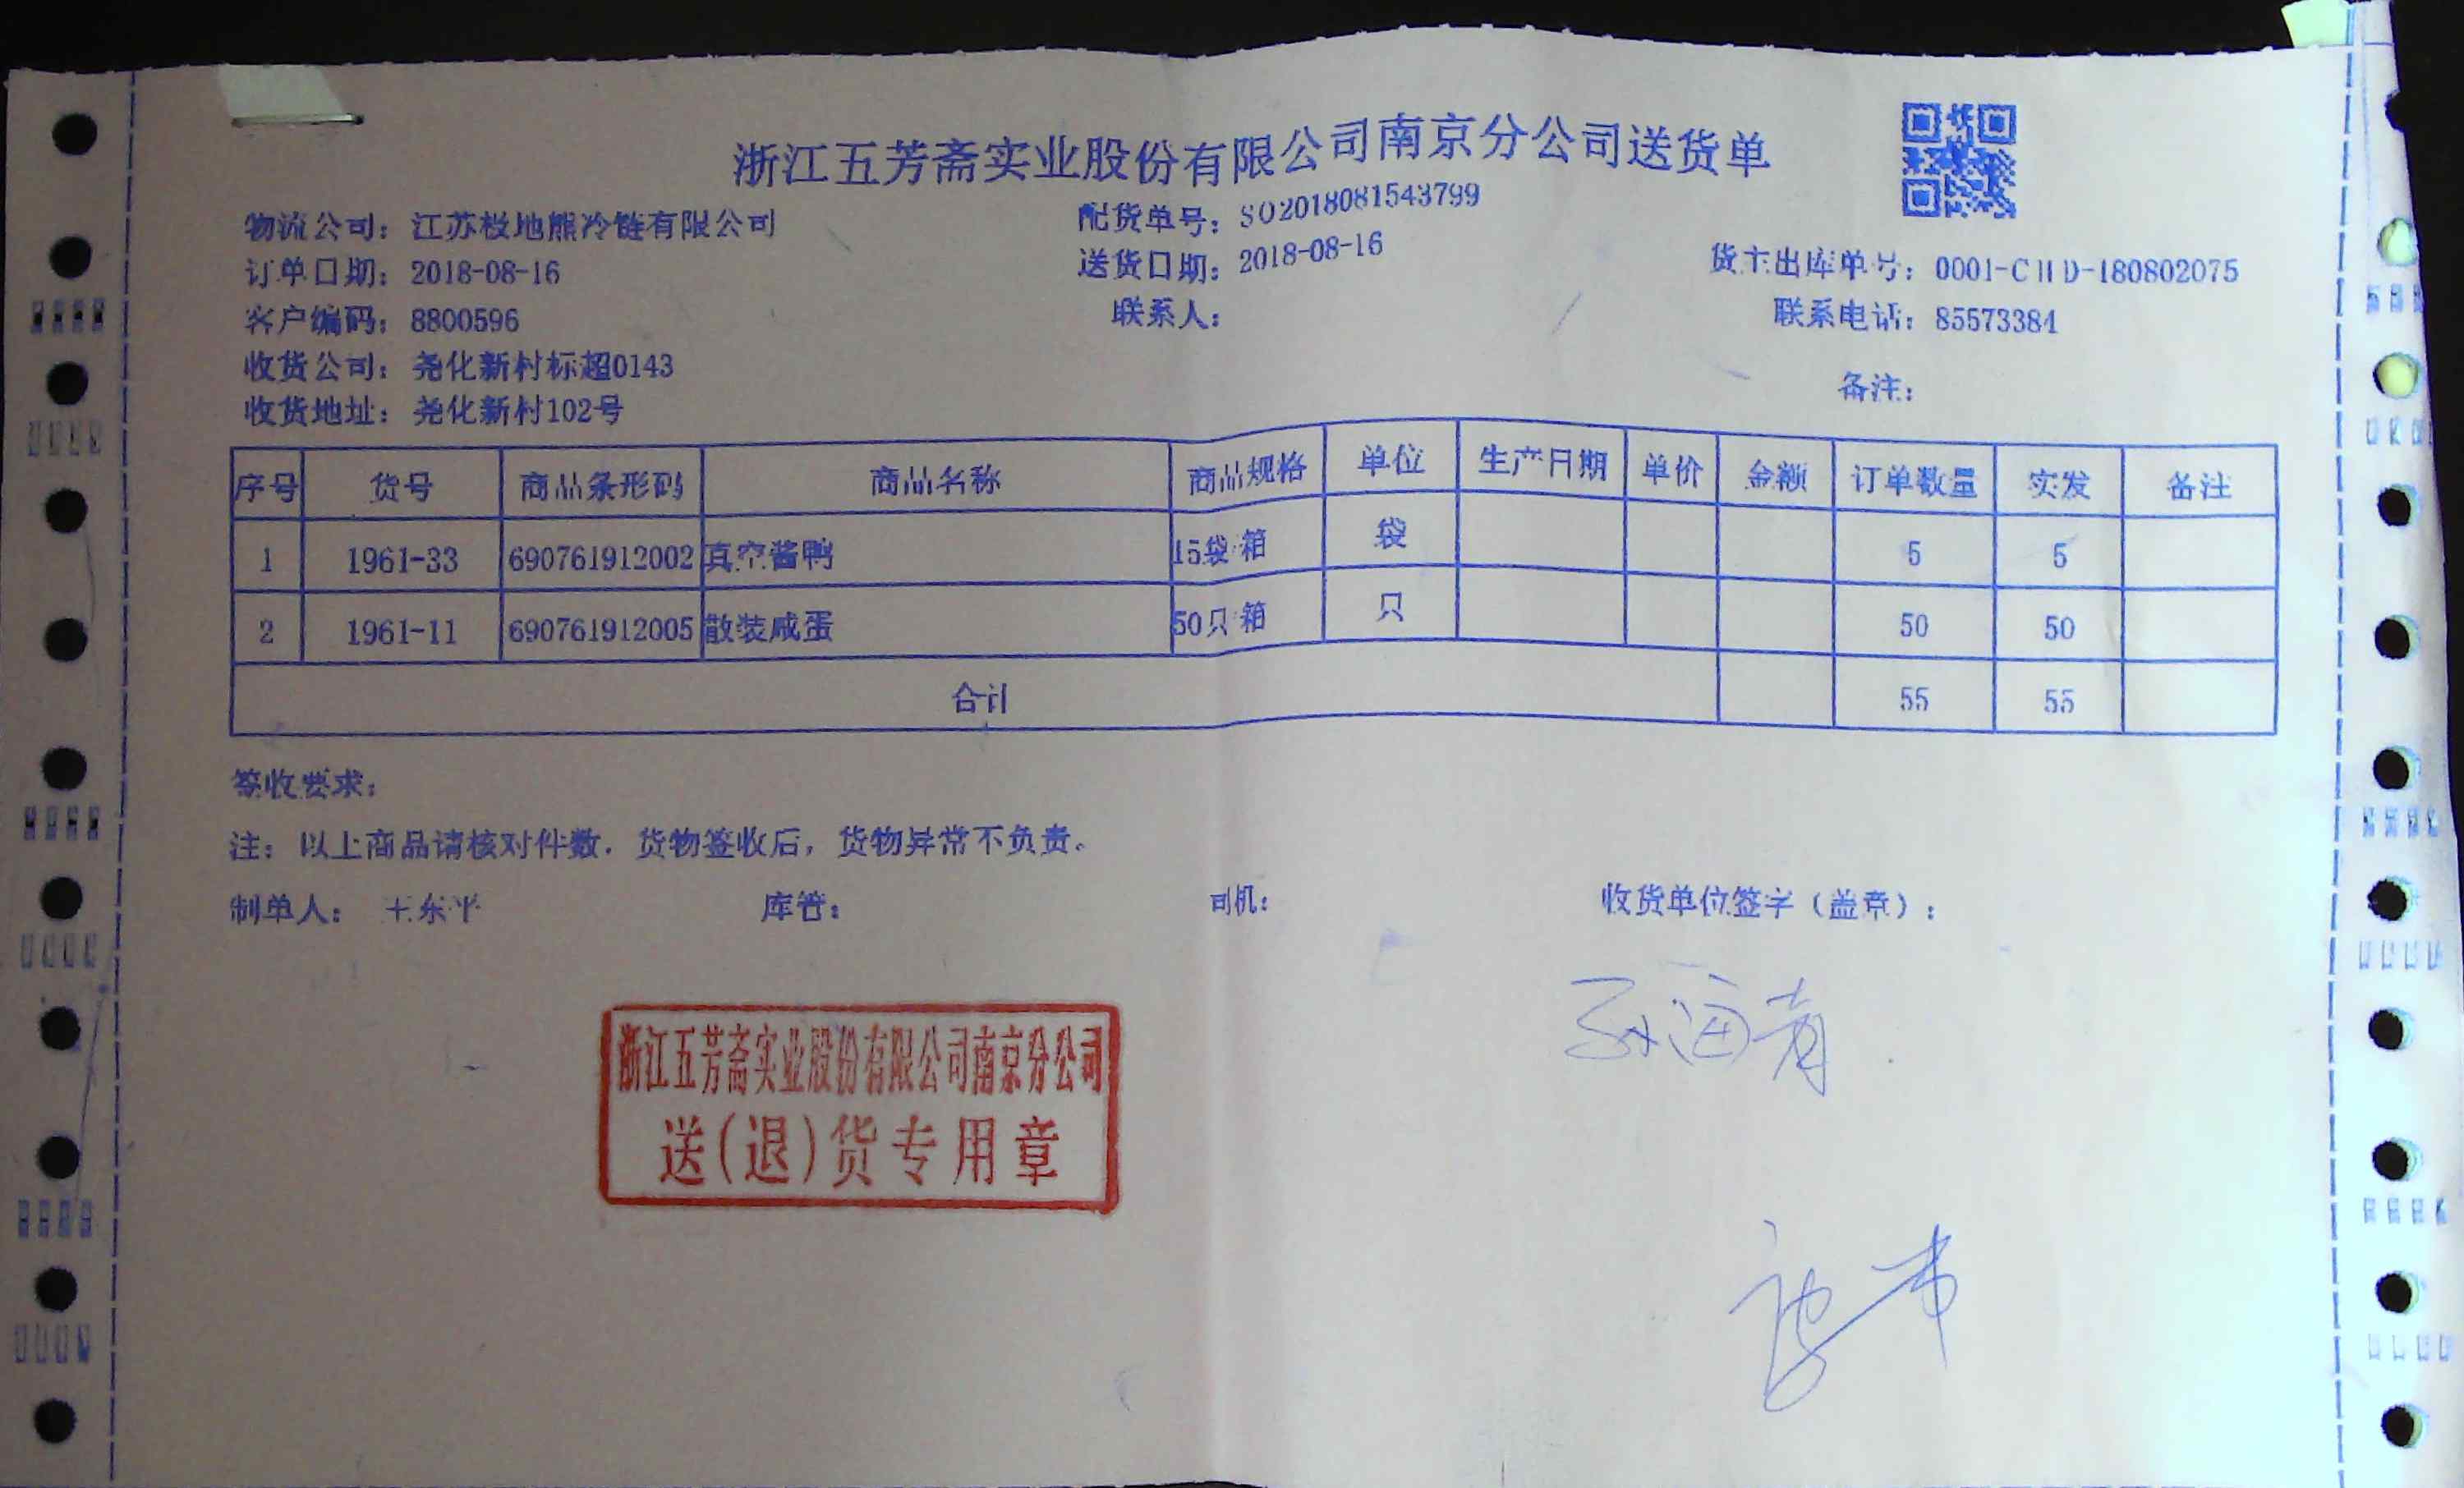 浙江五芳斋实业股份有限公司南京分公司送货单
物流公司：江苏极地熊冷链有限公司 配货单号：SO2018081543799
订单日期：2018-08-16 送货日期：2018-08-16 货主出库单号：0001-CHD-180802075
客户编码：8800596 联系人： 联系电话：85573384
收货公司：尧化新村标超0143
收货地址：尧化新村102号 备注：
序号 货号 商品条形码 商品名称 商品规格 单位 生产日期 单价 金额 订单数量 实发 备注
1 1961-33 690761912002 真空酱鸭 15袋/箱 袋 5 5
2 1961-11 690761912005 散装咸蛋 50只/箱 只 50 50
合计 55 55
签收要求：
注：以上商品请核对件数，货物签收后，货物异常不负责。
制单人：王东平 库管： 司机： 收货单位签字（盖章）：
浙江五芳斋实业股份有限公司南京分公司
送（退）货专用章